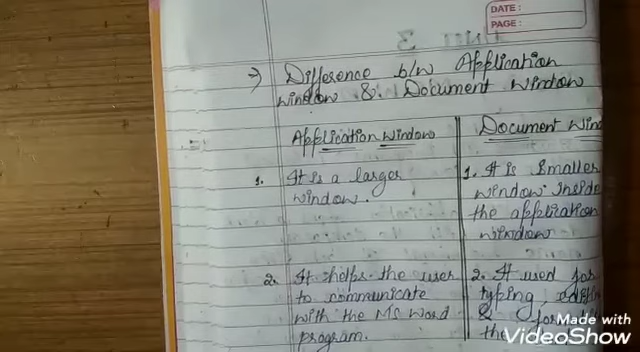 DATE:
PAGE:
→ Difference b/w Application
window & Document window
Application window
Document Win
1. It is a larger
window.
1. It is smaller
window inside
the application
window
2. It helps the user
to communicate
with the MS Word
program.
2. It used for
typing,
&
the
Made with
VideoShow